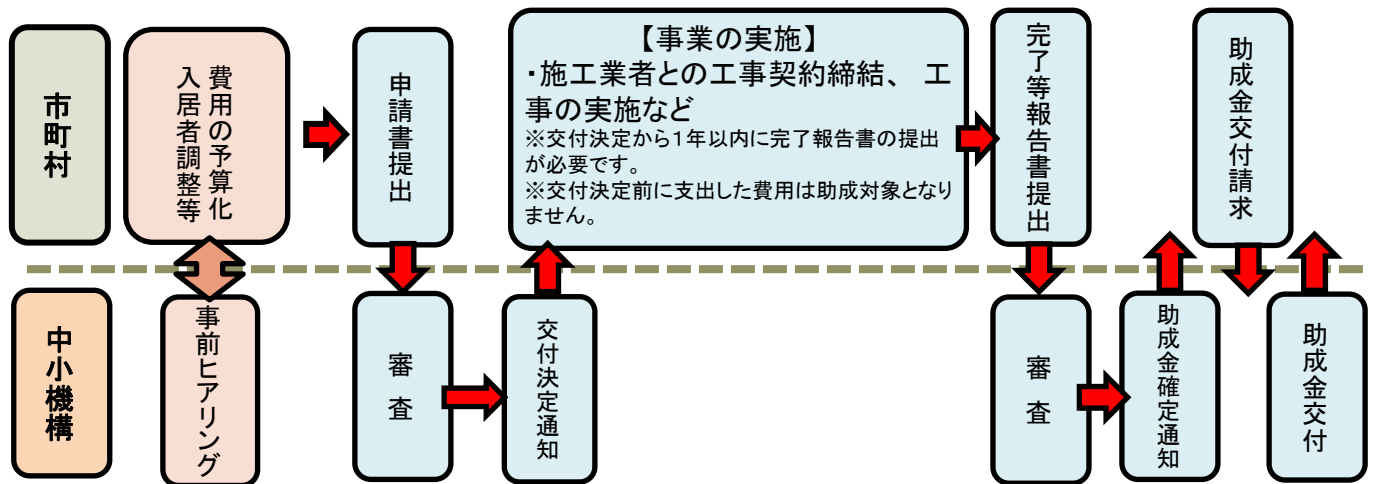 市町村
費用の予算化
入居者調整等
申請書提出
【事業の実施】
・施工業者との工事契約締結、 工
事の実施など
※交付決定から1年以内に完了報告書の提出
が必要です。
※交付決定前に支出した費用は助成対象となり
ません。
完了等報告書提出
助成金交付請求
中小機構
事前ヒアリング
審査
交付決定通知
審査
助成金確定通知
助成金交付